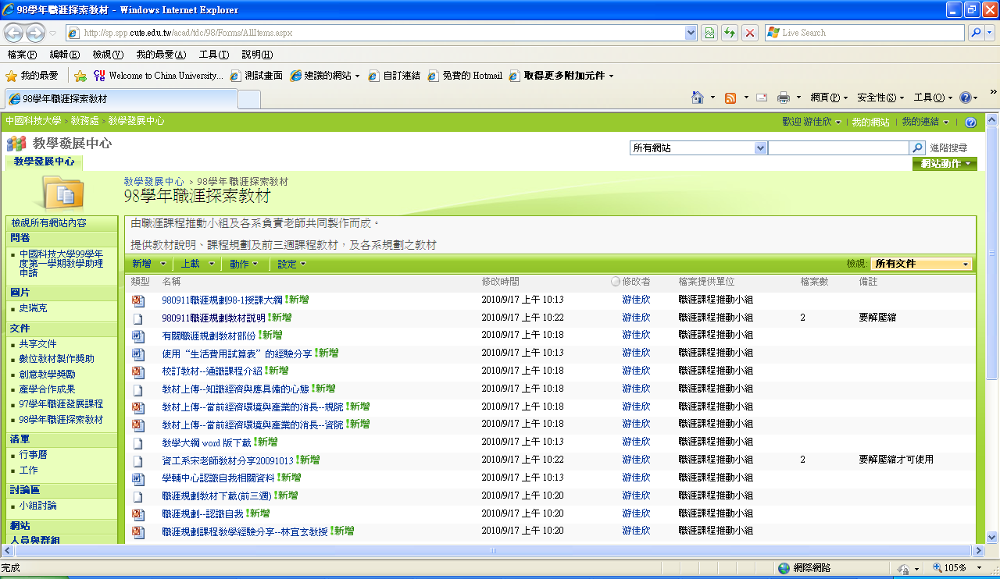 98學年職涯探索教材 - Windows Internet Explorer
http://sp.spp.cute.edu.tw/acad/tdc/98/Forms/AllItems.aspx
Live Search
檔案(F) 編輯(E) 檢視(V) 我的最愛(A) 工具(T) 說明(H)
我的最愛 CUTe Welcome to China University... 測試畫面 建議的網站 自訂連結 免費的 Hotmail 取得更多附加元件
98學年職涯探索教材
網頁(P) 安全性(S) 工具(O) »
中國科技大學 > 教務處 > 教學發展中心
歡迎 游佳欣 | 我的網站 | 我的連結 |
教學發展中心
所有網站 進階搜尋
教學發展中心
網站動作
教學發展中心 > 98學年職涯探索教材
98學年職涯探索教材
檢視所有網站內容
問卷
中國科技大學99學年
度第一學期教學助理
申請
圖片
史瑞克
文件
共享文件
數位教材製作獎助
創意教學獎勵
產學合作成果
97學年職涯發展課程
98學年職涯探索教材
清單
行事曆
工作
討論區
小組討論
網站
人員與群組
由職涯課程推動小組及各系負責老師共同製作而成。
提供教材說明、課程規劃及前三週課程教材，及各系規劃之教材
新增 上載 動作 設定 檢視: 所有文件
類型 名稱 修改時間 修改者 檔案提供單位 檔案數 備註
980911職涯規劃98-1授課大綱 !新增 2010/9/17 上午 10:13 游佳欣 職涯課程推動小組
980911職涯規劃教材說明 !新增 2010/9/17 上午 10:22 游佳欣 職涯課程推動小組 2 要解壓縮
有關職涯規劃教材部份 !新增 2010/9/17 上午 10:18 游佳欣 職涯課程推動小組
使用“生活費用試算表”的經驗分享 !新增 2010/9/17 上午 10:13 游佳欣 職涯課程推動小組
校訂教材--通識課程介紹 !新增 2010/9/17 上午 10:18 游佳欣 職涯課程推動小組
教材上傳--知識經濟與應具備的心態 !新增 2010/9/17 上午 10:18 游佳欣 職涯課程推動小組
教材上傳--當前經濟環境與產業的消長--規院 !新增 2010/9/17 上午 10:18 游佳欣 職涯課程推動小組
教材上傳--當前經濟環境與產業的消長--資院 !新增 2010/9/17 上午 10:18 游佳欣 職涯課程推動小組
教學大綱 word 版下載 !新增 2010/9/17 上午 10:13 游佳欣 職涯課程推動小組
資工系宋老師教材分享20091013 !新增 2010/9/17 上午 10:22 游佳欣 職涯課程推動小組 2 要解壓縮才可使用
學輔中心認識自我相關資料 !新增 2010/9/17 上午 10:13 游佳欣 職涯課程推動小組
職涯規劃教材下載(前三週) !新增 2010/9/17 上午 10:20 游佳欣 職涯課程推動小組
職涯規劃--認識自我 !新增 2010/9/17 上午 10:20 游佳欣 職涯課程推動小組
職涯規劃課程教學經驗分享--林宜玄教授 !新增 2010/9/17 上午 10:20 游佳欣 職涯課程推動小組
完成 網際網路 105%